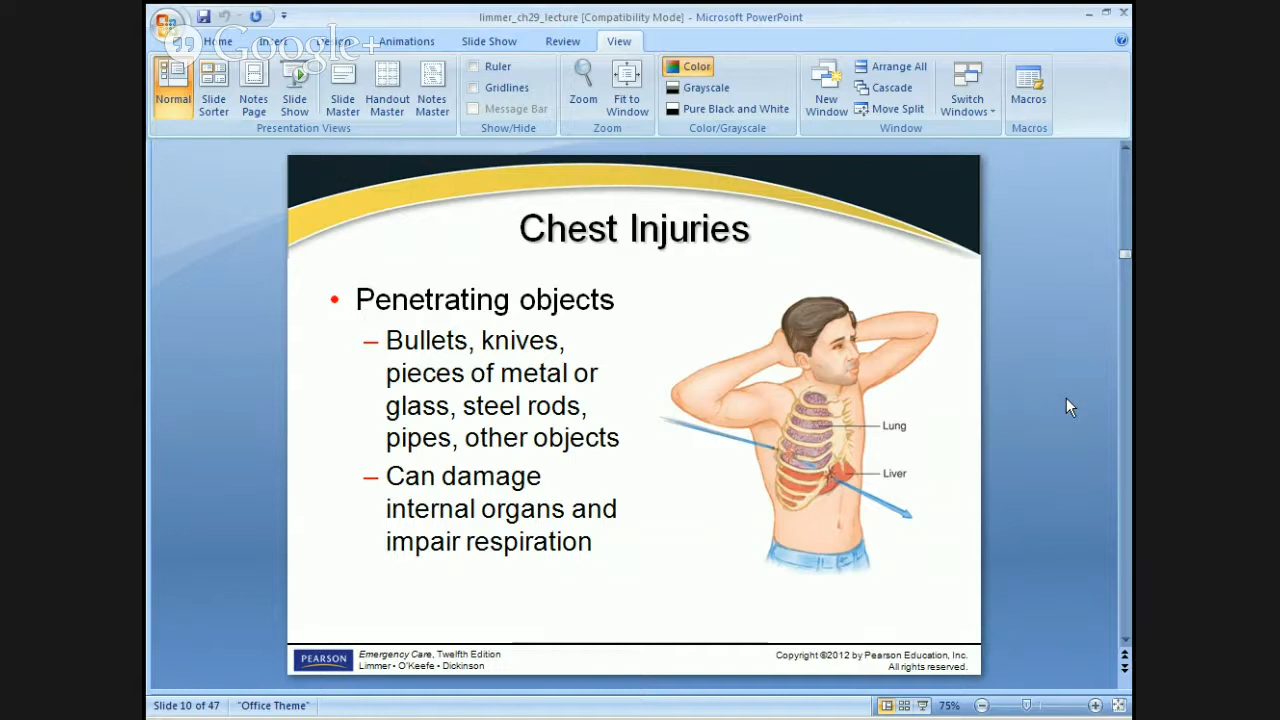 limmer_ch29_lecture [Compatibility Mode] - Microsoft PowerPoint
Google+
Home Insert Design Animations Slide Show Review View
Normal
Slide Sorter
Notes Page
Slide Show
Slide Master
Handout Master
Notes Master
Presentation Views
Ruler
Gridlines
Message Bar
Show/Hide
Zoom
Fit to Window
Zoom
Color
Grayscale
Pure Black and White
Color/Grayscale
New Window
Arrange All
Cascade
Move Split
Switch Windows
Window
Macros
Macros
Chest Injuries
• Penetrating objects
– Bullets, knives,
pieces of metal or
glass, steel rods,
pipes, other objects
– Can damage
internal organs and
impair respiration
Lung
Liver
PEARSON
Emergency Care, Twelfth Edition
Limmer • O'Keefe • Dickinson
Copyright ©2012 by Pearson Education, Inc.
All rights reserved.
Slide 10 of 47 "Office Theme" 75%